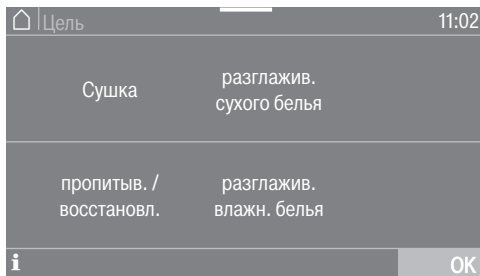 Цель 11:02
Сушка
разглажив.
сухого белья
пропитыв. /
восстановл.
разглажив.
влажн. белья
i OK